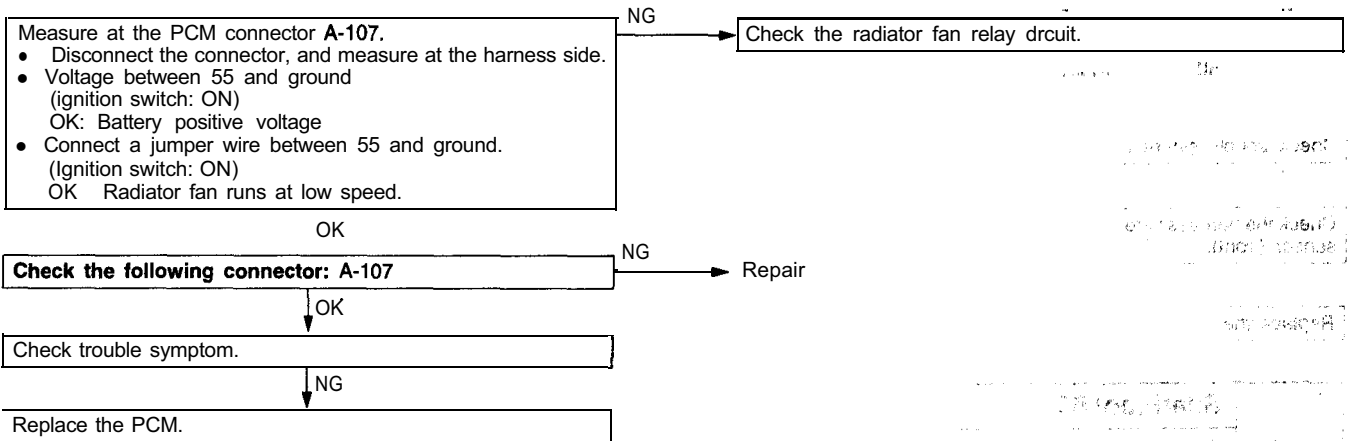 NG
Measure at the PCM connector A-107.
• Disconnect the connector, and measure at the harness side.
• Voltage between 55 and ground
(ignition switch: ON)
OK: Battery positive voltage
• Connect a jumper wire between 55 and ground.
(Ignition switch: ON)
OK Radiator fan runs at low speed.
Check the radiator fan relay drcuit.
OK
NG
Check the following connector: A-107
Repair
OK
Check trouble symptom.
NG
Replace the PCM.